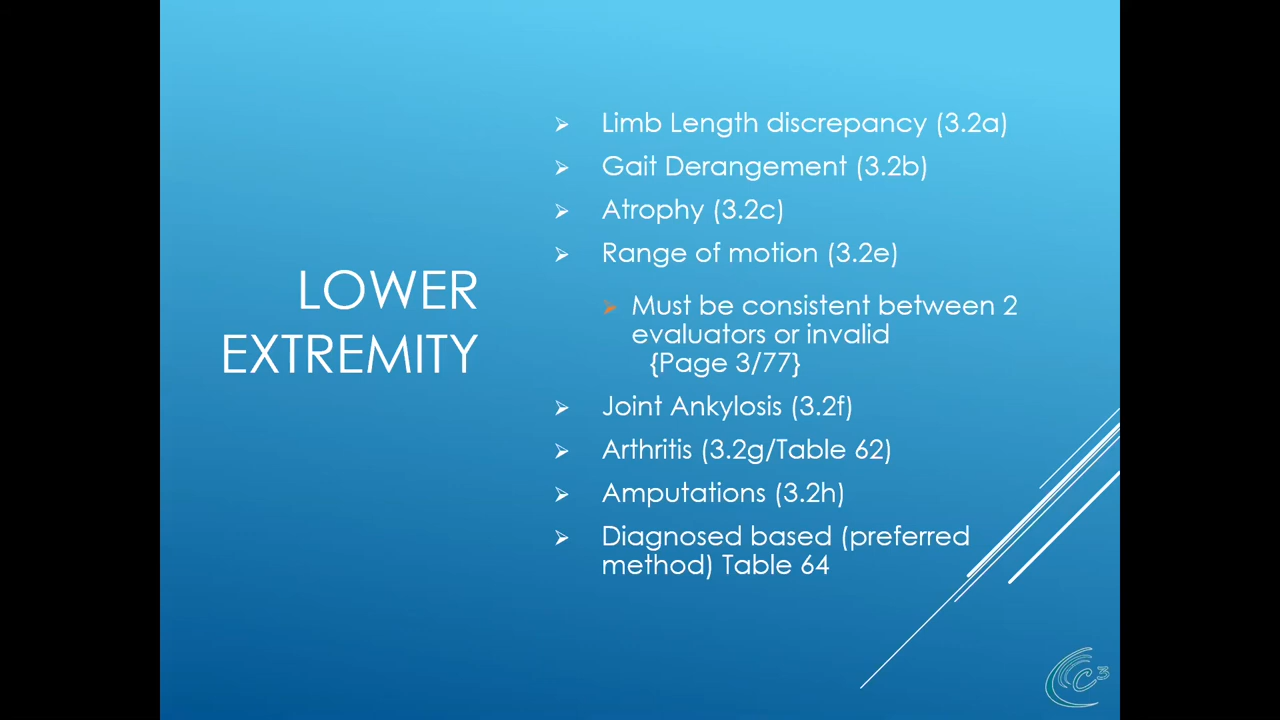 LOWER
EXTREMITY
Limb Length discrepancy (3.2a)
Gait Derangement (3.2b)
Atrophy (3.2c)
Range of motion (3.2e)
Must be consistent between 2
evaluators or invalid
{Page 3/77}
Joint Ankylosis (3.2f)
Arthritis (3.2g/Table 62)
Amputations (3.2h)
Diagnosed based (preferred
method) Table 64
C3